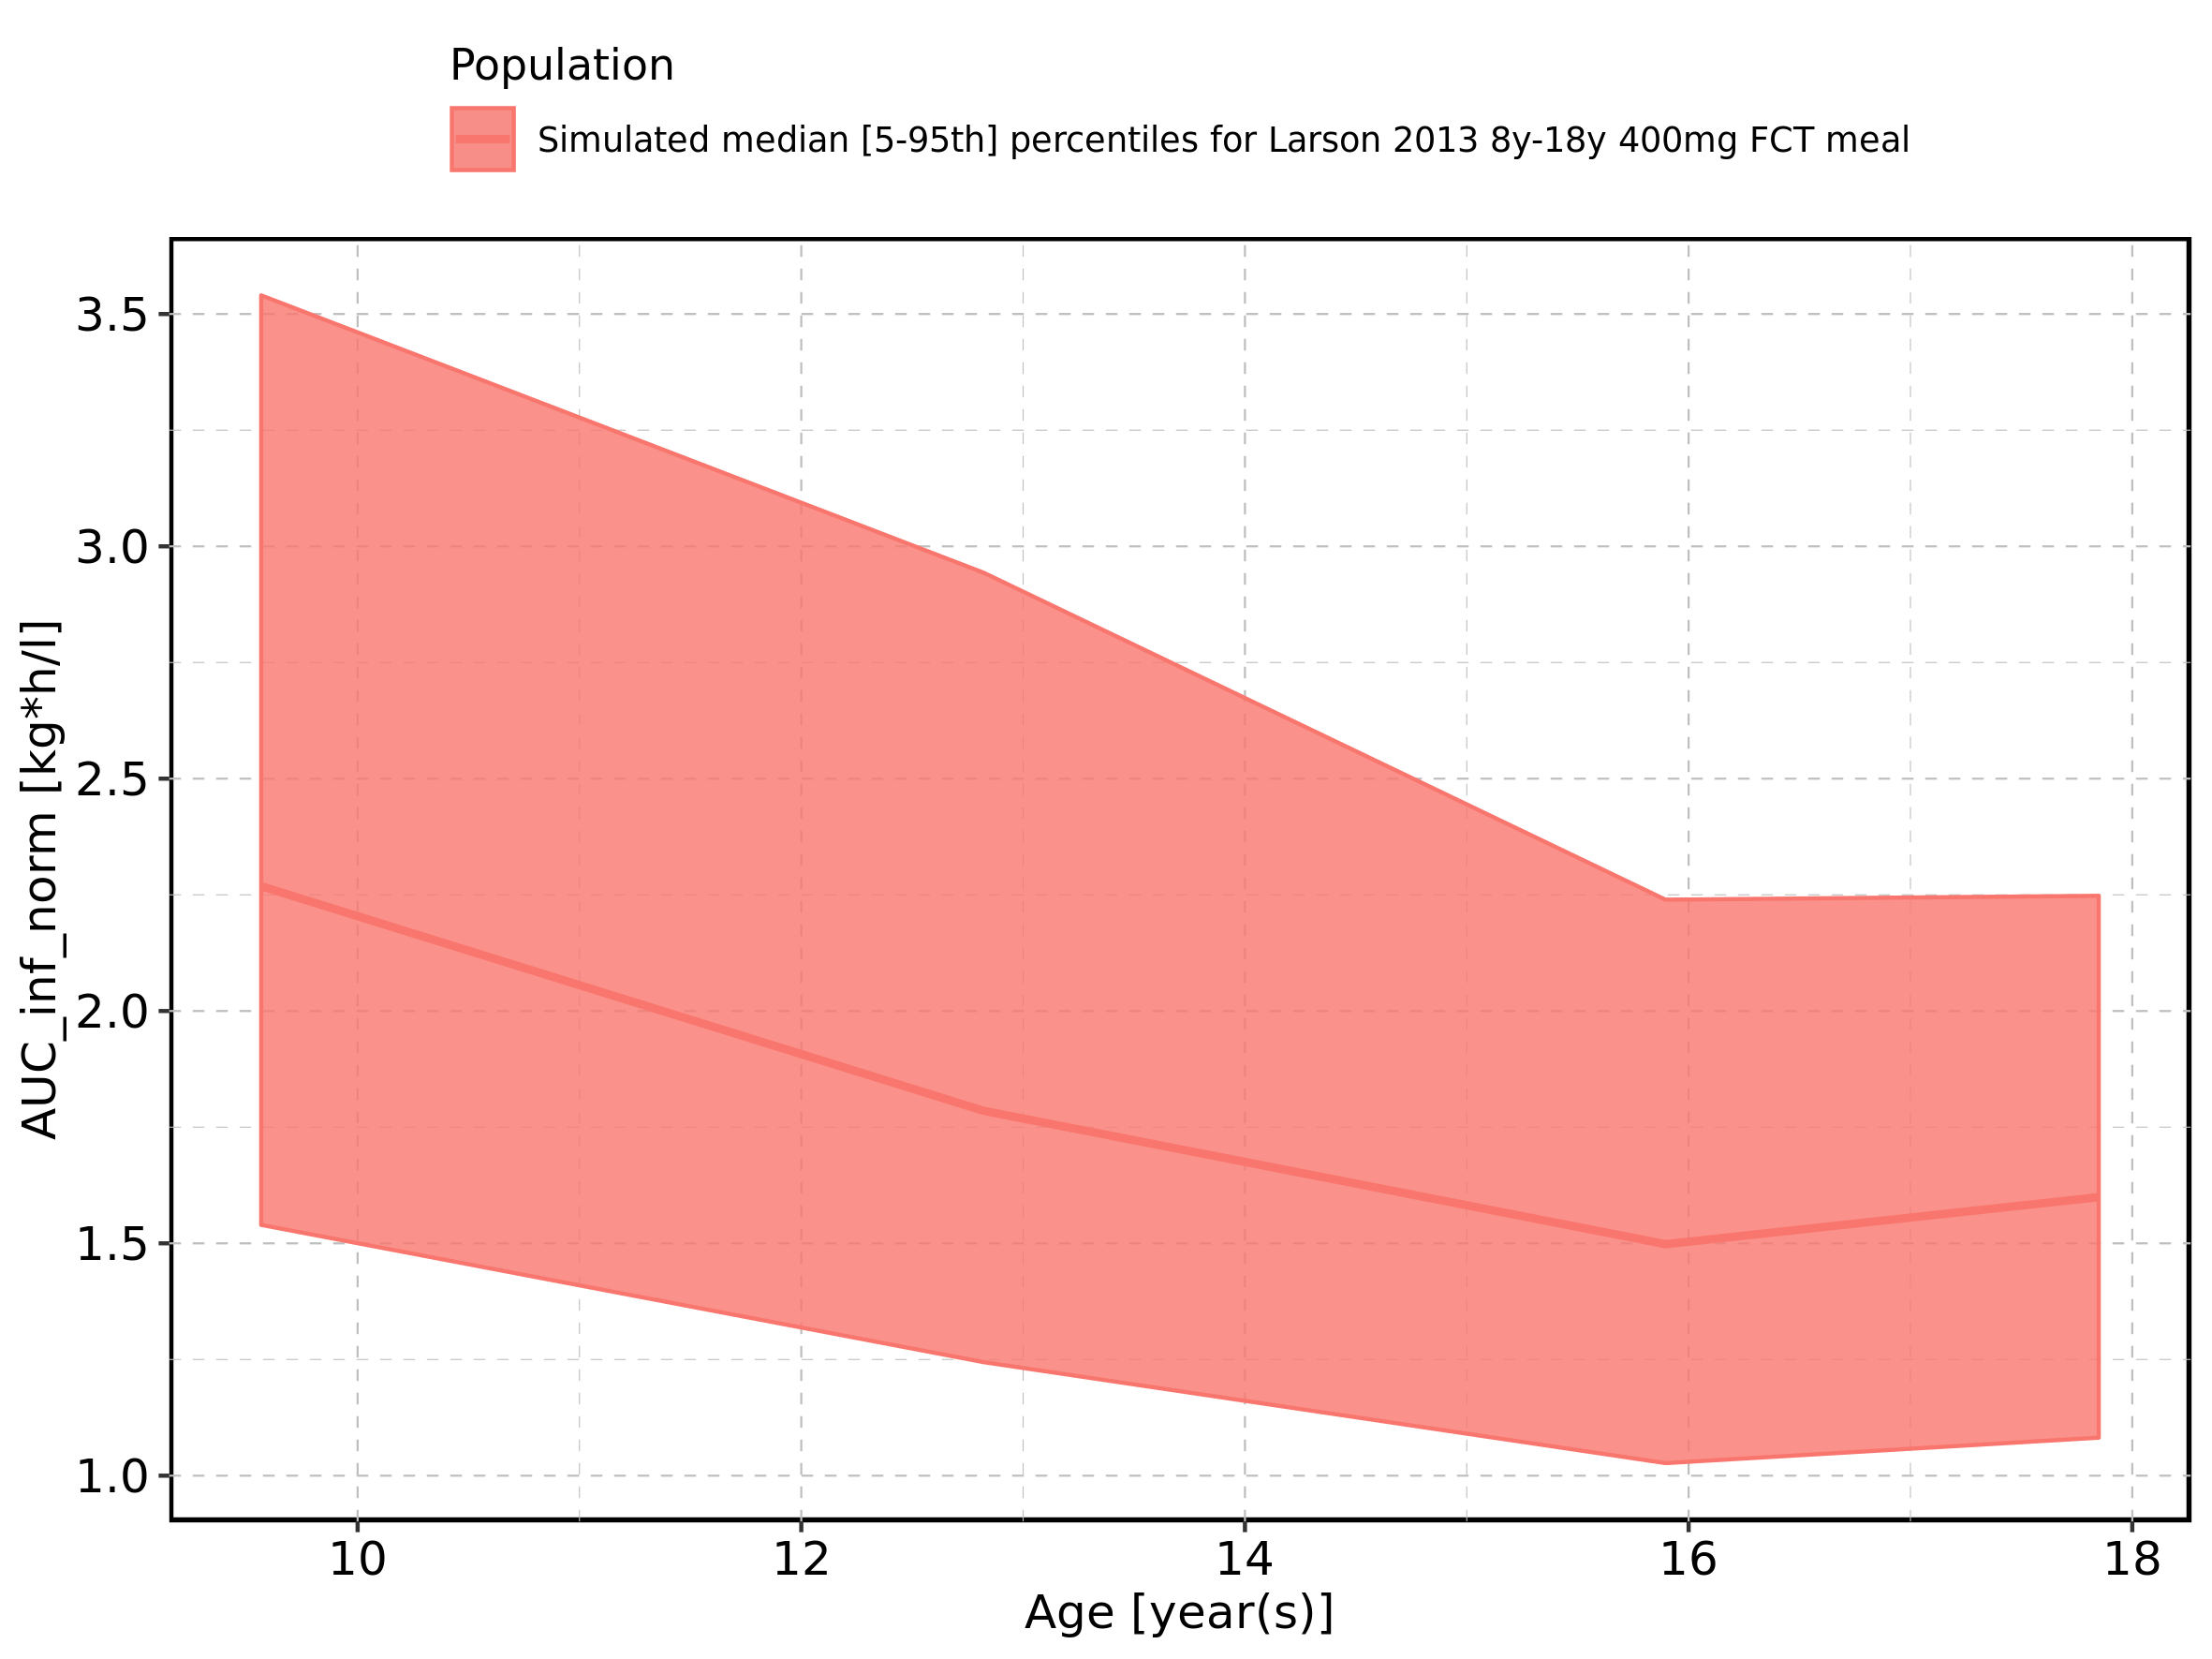 Population
Simulated median [5-95th] percentiles for Larson 2013 8y-18y 400mg FCT meal
AUC_inf_norm [kg*h/l]
3.5
3.0
2.5
2.0
1.5
1.0
10 12 14 16 18
Age [year(s)]